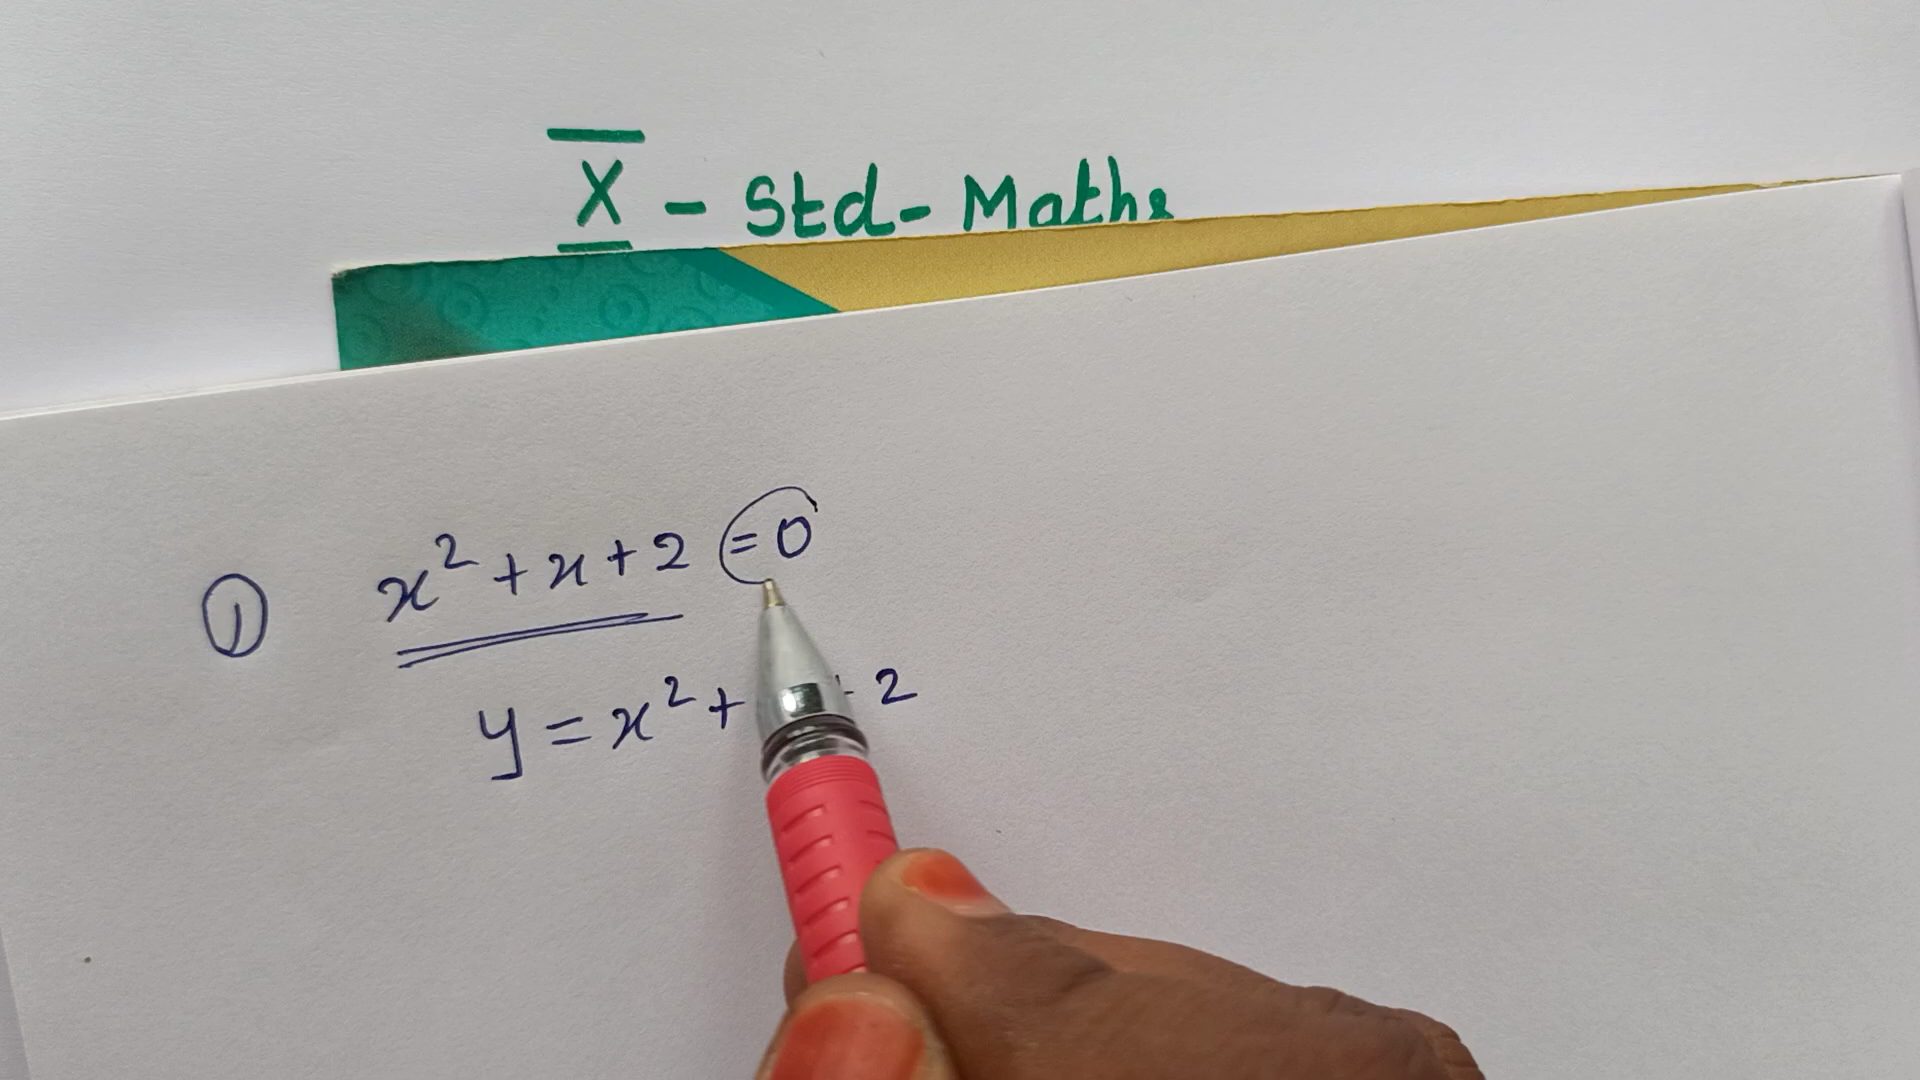 X - Std - Maths
① x² + x + 2 = 0
y = x² + + 2